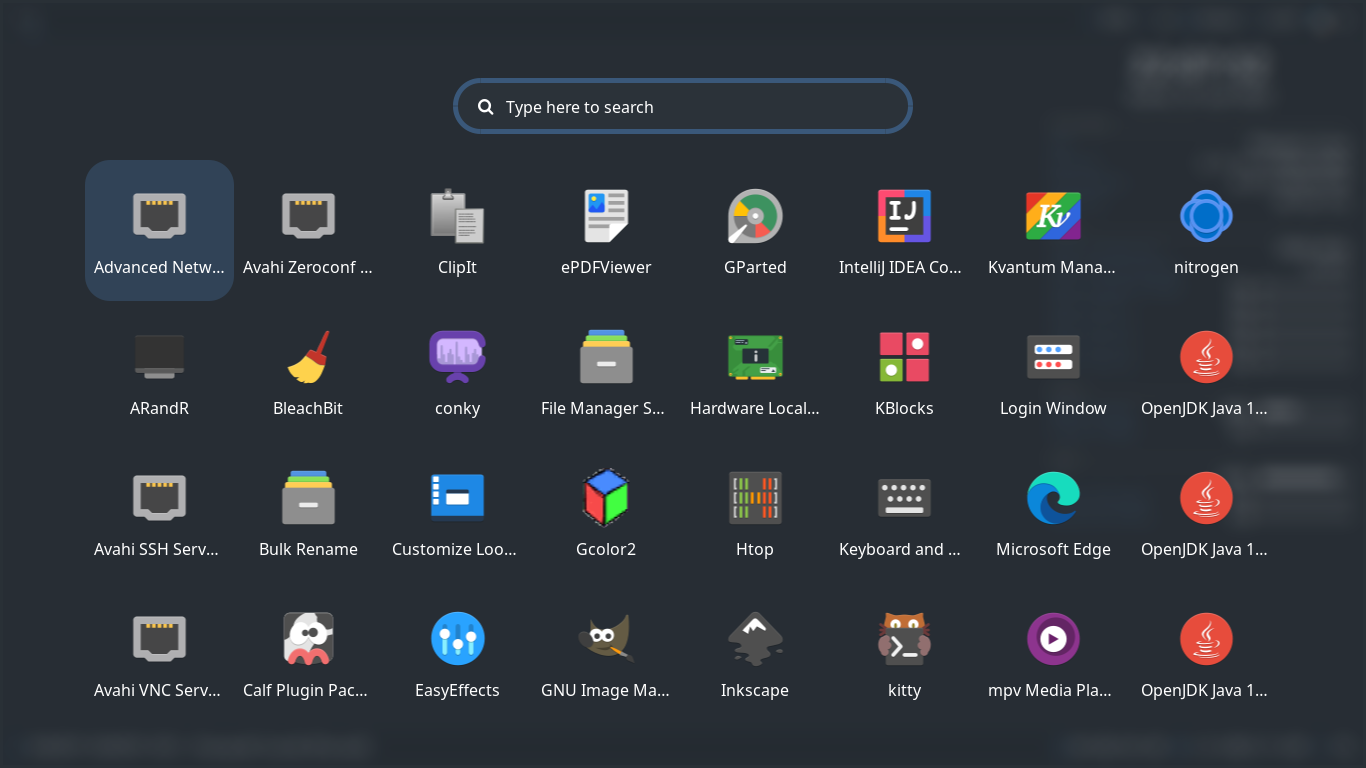 Type here to search
Advanced Netw...
Avahi Zeroconf ...
ClipIt
ePDFViewer
GParted
IJ
IntelliJ IDEA Co...
Kv
Kvantum Mana...
nitrogen
ARandR
BleachBit
conky
File Manager S...
Hardware Local...
KBlocks
Login Window
OpenJDK Java 1...
Avahi SSH Serv...
Bulk Rename
Customize Loo...
Gcolor2
Htop
Keyboard and ...
Microsoft Edge
OpenJDK Java 1...
Avahi VNC Serv...
Calf Plugin Pac...
EasyEffects
GNU Image Ma...
Inkscape
kitty
mpv Media Pla...
OpenJDK Java 1...